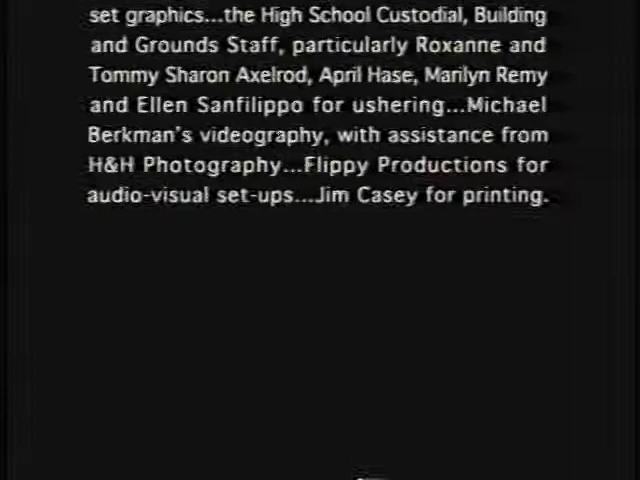 set graphics...the High School Custodial, Building
and Grounds Staff, particularly Roxanne and
Tommy Sharon Axelrod, April Hase, Marilyn Remy
and Ellen Sanfilippo for ushering...Michael
Berkman's videography, with assistance from
H&H Photography...Flippy Productions for
audio-visual set-ups...Jim Casey for printing.